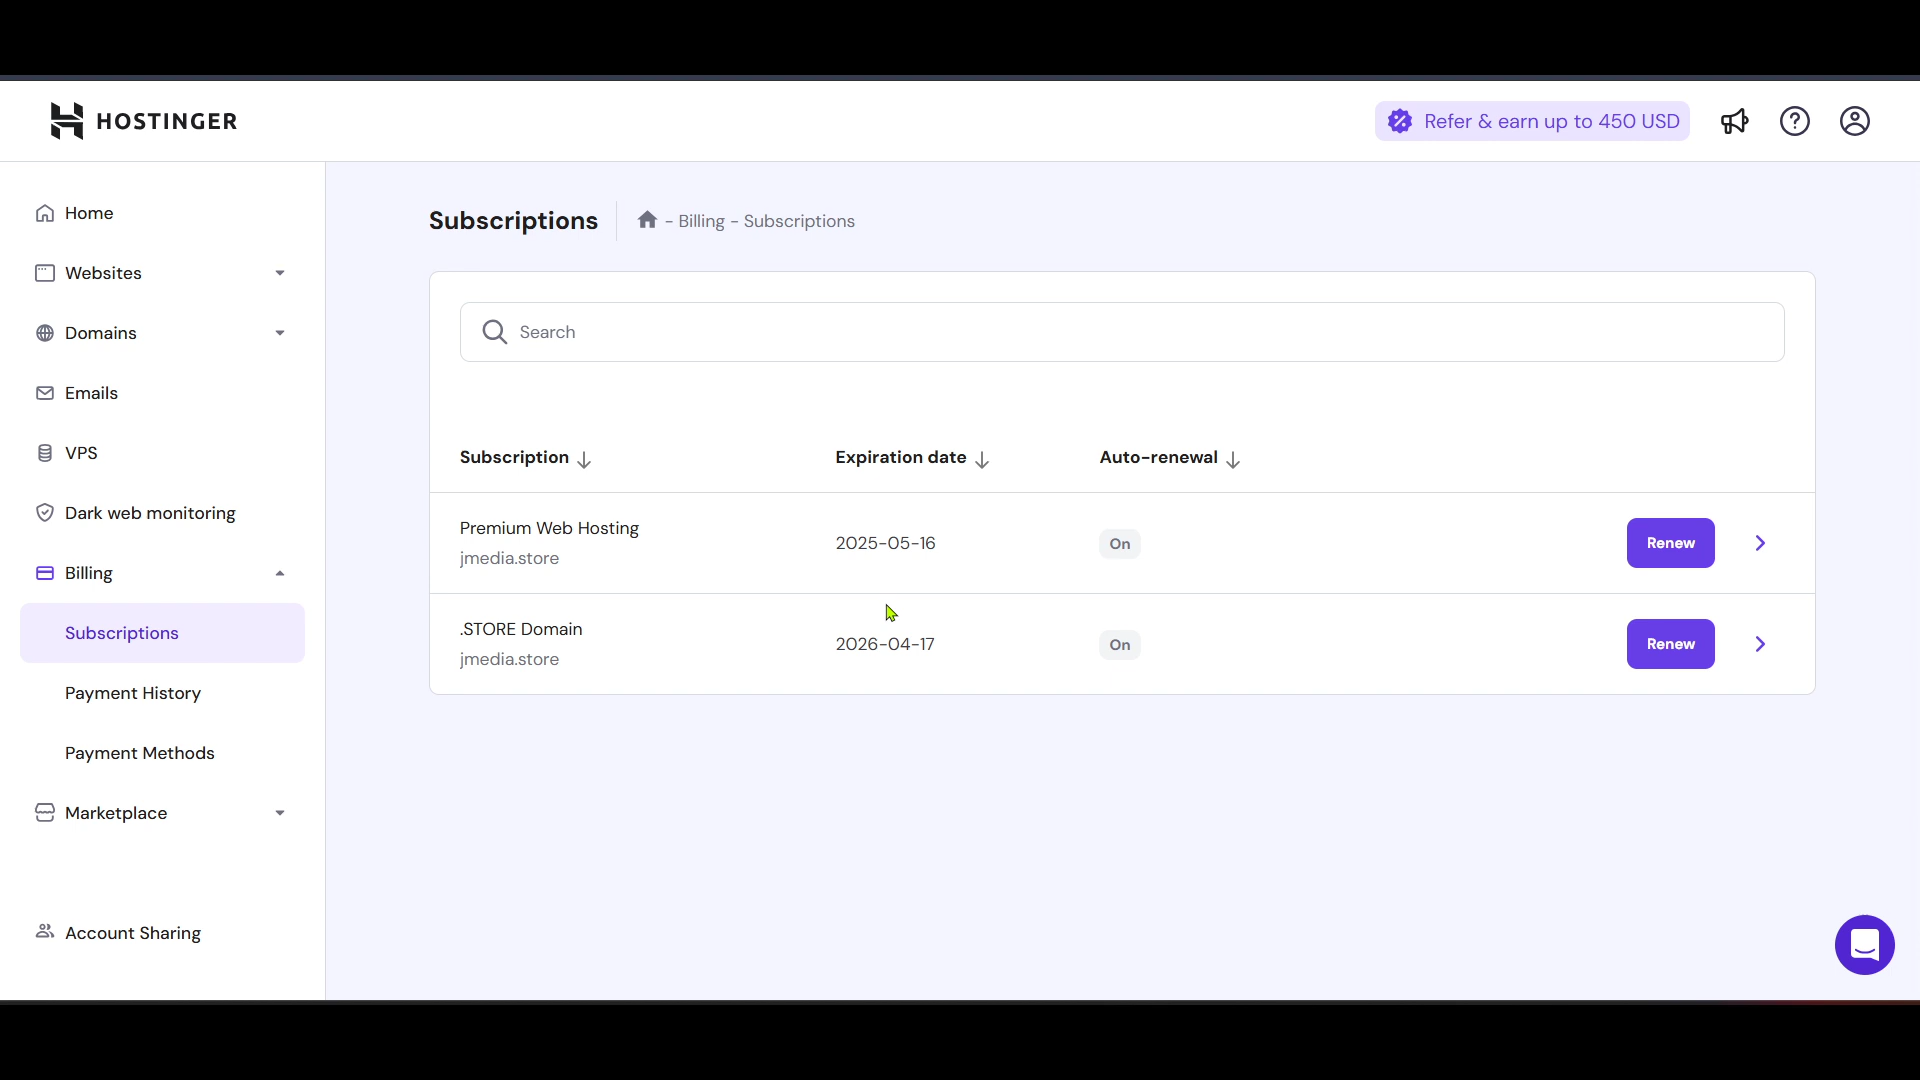 HOSTINGER
Refer & earn up to 450 USD
Home
Websites
Domains
Emails
VPS
Dark web monitoring
Billing
Subscriptions
Payment History
Payment Methods
Marketplace
Account Sharing
Subscriptions
- Billing - Subscriptions
Search
Subscription Expiration date Auto-renewal
Premium Web Hosting
jmedia.store
2025-05-16 On Renew
.STORE Domain
jmedia.store
2026-04-17 On Renew